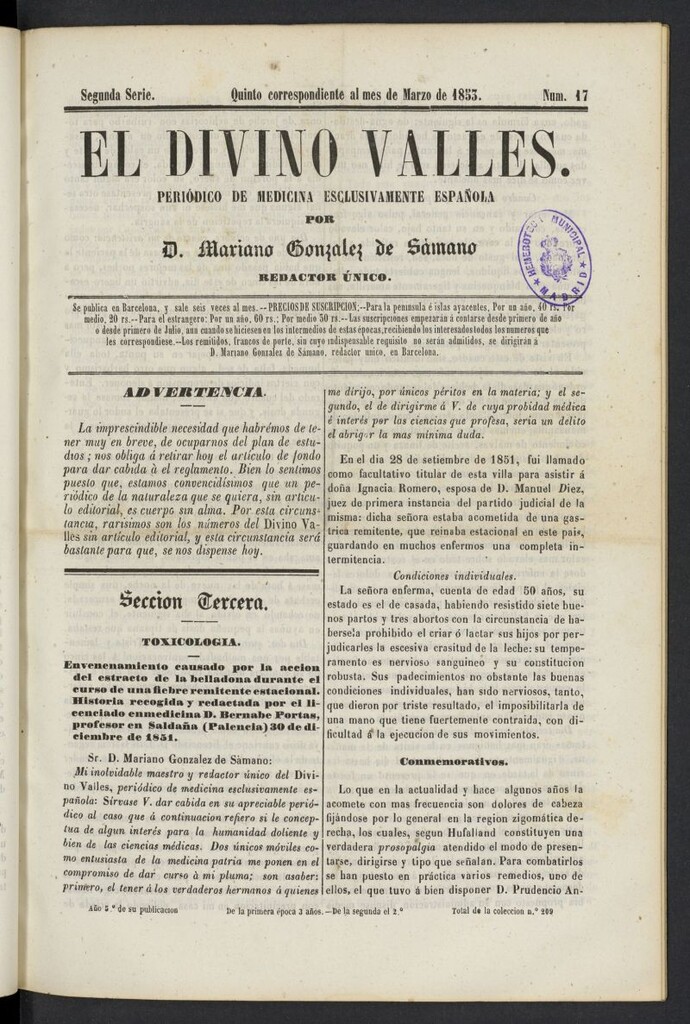 Segunda Serie. Quinto correspondiente al mes de Marzo de 1853. Num. 17
EL DIVINO VALLES.
PERIÓDICO DE MEDICINA ESCLUSIVAMENTE ESPAÑOLA
POR
D. Mariano Gonzalez de Sámano
REDACTOR ÚNICO.
HEMEROTECA MUNICIPAL
★ MADRID ★
Se publica en Barcelona, y sale seis veces al mes.—PRECIOS DE SUSCRIPCION;—Para la peninsula é islas ayacentes, Por un año, 40 rs. Por
medio, 20 rs.—Para el estrangero: Por un año, 60 rs.; Por medio 30 rs.—Las suscripciones empezarán á contarse desde primero de año
o desde primero de Julio, aun cuando se hiciesen en los intermedios de estas épocas, recibiendo los interesados todos los numeros que
les correspondiese.—Los remitidos, francos de porte, sin cuyo indispensable requisito no serán admitidos, se dirigirán á
D. Mariano Gonzalez de Sámano, redactor unico, en Barcelona.
ADVERTENCIA.
La imprescindible necesidad que habrémos de te-
ner muy en breve, de ocuparnos del plan de estu-
dios; nos obliga á retirar hoy el artículo de fondo
para dar cabida á el reglamento. Bien lo sentimos
puesto que, estamos convencidísimos que un pe-
riódico de la naturaleza que se quiera, sin articu-
lo editorial, es cuerpo sin alma. Por esta circuns-
tancia, rarísimos son los números del Divino Va-
lles sin artículo editorial, y esta circunstancia será
bastante para que, se nos dispense hoy.
Seccion Tercera.
TOXICOLOGIA.
Envenenamiento causado por la accion
del estracto de la belladona durante el
curso de una fiebre remitente estacional.
Historia recogida y redactada por el li-
cenciado en medicina D. Bernabe Portas,
profesor en Saldaña (Palencia) 30 de di-
ciembre de 1851.
Sr. D. Mariano Gonzalez de Sámano:
Mi inolvidable maestro y redactor único del Divi-
no Valles, periódico de medicina esclusivamente es-
pañola: Sírvase V. dar cabida en su apreciable perió-
dico al caso que á continuacion refiero si le concep-
tua de algun interés para la humanidad doliente y
bien de las ciencias médicas. Dos únicos móviles co-
mo entusiasta de la medicina patria me ponen en el
compromiso de dar curso á mi pluma; son asaber:
primero, el tener á los verdaderos hermanos á quienes
me dirijo, por únicos péritos en la materia; y el se-
gundo, el de dirigirme á V. de cuya probidad médica
é interés por las ciencias que profesa, seria un delito
el abrigar la mas mínima duda.
En el dia 28 de setiembre de 1851, fui llamado
como facultativo titular de esta villa para asistir á
doña Ignacia Romero, esposa de D. Manuel Diez,
juez de primera instancia del partido judicial de la
misma: dicha señora estaba acometida de una gas-
trica remitente, que reinaba estacional en este pais,
guardando en muchos enfermos una completa in-
termitencia.
Condiciones individuales.
La señora enferma, cuenta de edad 50 años, su
estado es el de casada, habiendo resistido siete bue-
nos partos y tres abortos con la circunstancia de ha-
bersela prohibido el criar ó lactar sus hijos por per-
judicarles la escesiva crasitud de la leche: su tempe-
ramento es nervioso sanguineo y su constitucion
robusta. Sus padecimientos no obstante las buenas
condiciones individuales, han sido nerviosos, tanto,
que dieron por triste resultado, el imposibilitarla de
una mano que tiene fuertemente contraida, con di-
ficultad á la ejecucion de sus movimientos.
Conmemorativos.
Lo que en la actualidad y hace algunos años la
acomete con mas frecuencia son dolores de cabeza
fijándose por lo general en la region zigomática de-
recha, los cuales, segun Hufaland constituyen una
verdadera prosopalgia atendido el modo de presen-
tarse, dirigirse y tipo que señalan. Para combatirlos
se han puesto en práctica varios remedios, uno de
ellos, el que tuvo á bien disponer D. Prudencio An-
Año 5.º de su publicacion De la primera época 3 años.—De la segunda el 2.º Total de la coleccion n.º 209